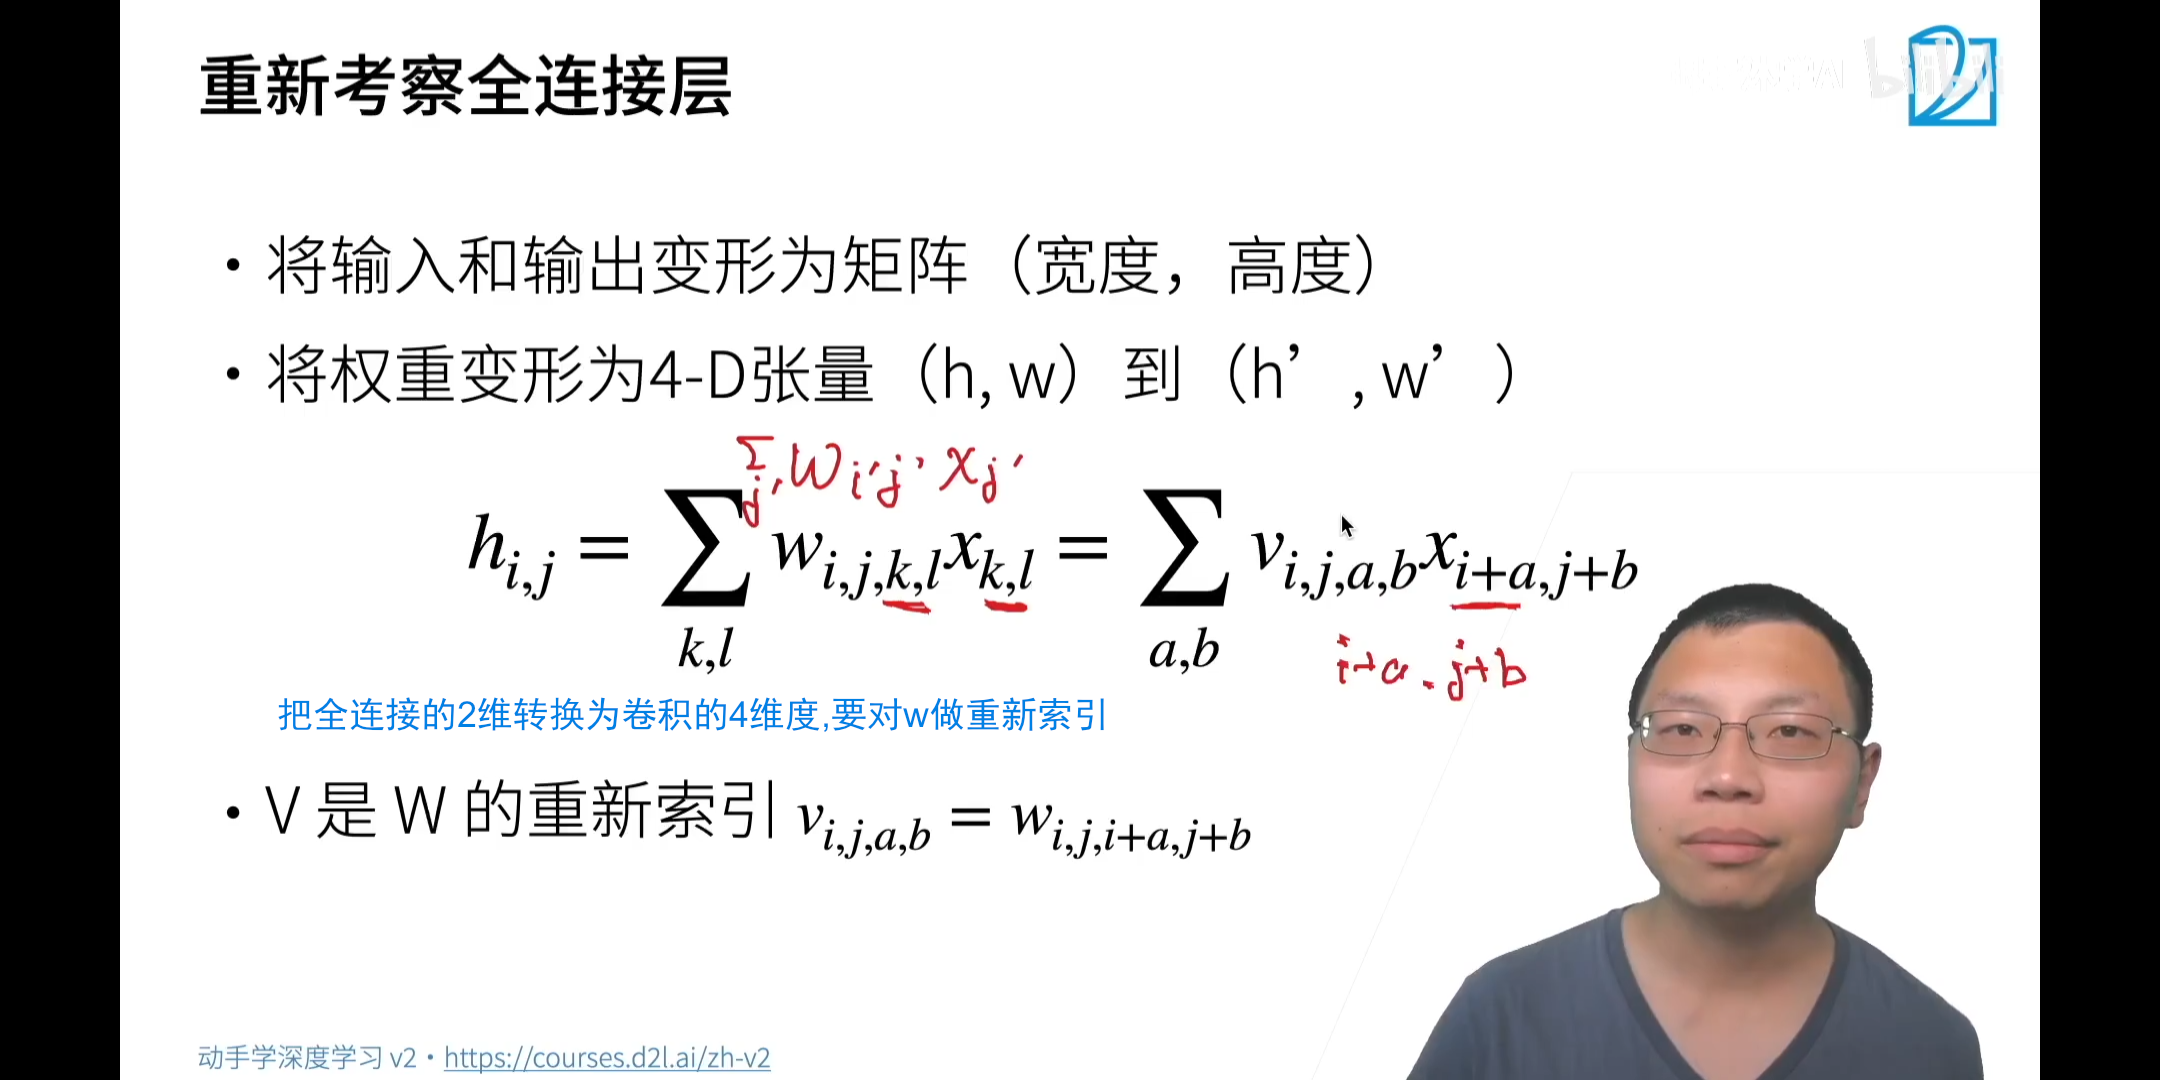 重新考察全连接层
bilibili
• 将输入和输出变形为矩阵（宽度，高度）
• 将权重变形为4-D张量（h, w）到（h’, w’）
Σ_{j'} W_{i'j'} X_{j'}
h_{i,j} = ∑_{k,l} w_{i,j,k,l} x_{k,l} = ∑_{a,b} v_{i,j,a,b} x_{i+a,j+b}
i+a . j+b
把全连接的2维转换为卷积的4维度,要对w做重新索引
• V 是 W 的重新索引 v_{i,j,a,b} = w_{i,j,i+a,j+b}
动手学深度学习 v2 • https://courses.d2l.ai/zh-v2